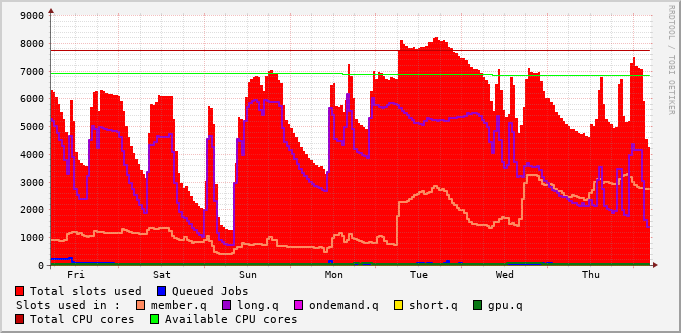 RRDTOOL / TOBI OETIKER
9000
8000
7000
6000
5000
4000
3000
2000
1000
0
Fri Sat Sun Mon Tue Wed Thu
Total slots used Queued Jobs
Slots used in : member.q long.q ondemand.q short.q gpu.q
Total CPU cores Available CPU cores